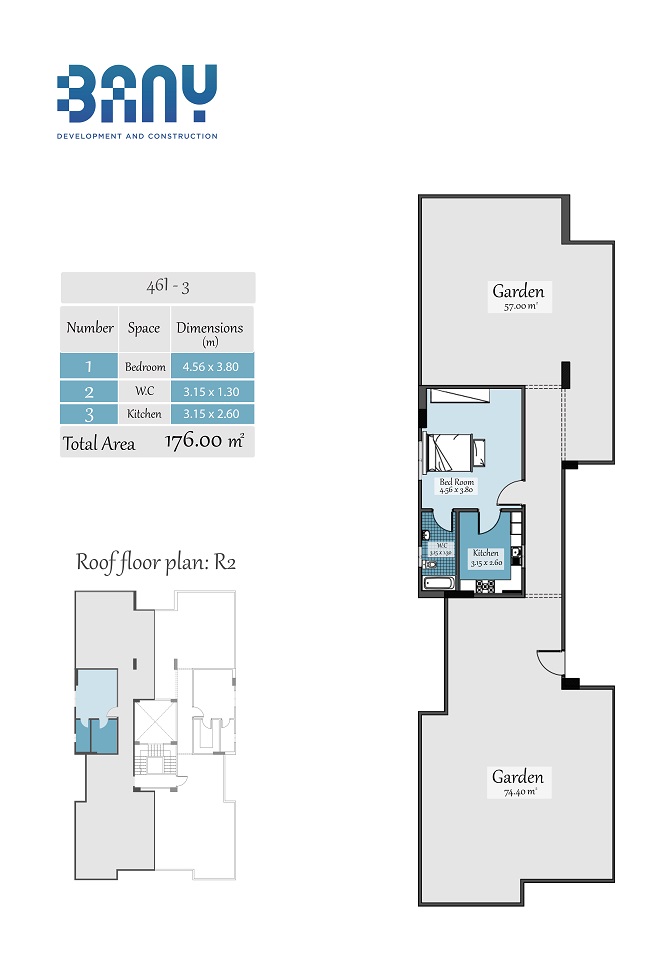 BANY
DEVELOPMENT AND CONSTRUCTION
461 - 3
Number Space Dimensions (m)
1 Bedroom 4.56 x 3.80
2 W.C 3.15 x 1.30
3 Kitchen 3.15 x 2.60
Total Area 176.00 m²
Roof floor plan: R2
Garden
57.00 m²
Bed Room
4.56 x 3.80
W.C
3.15 x 1.30
Kitchen
3.15 x 2.60
Garden
74.40 m²